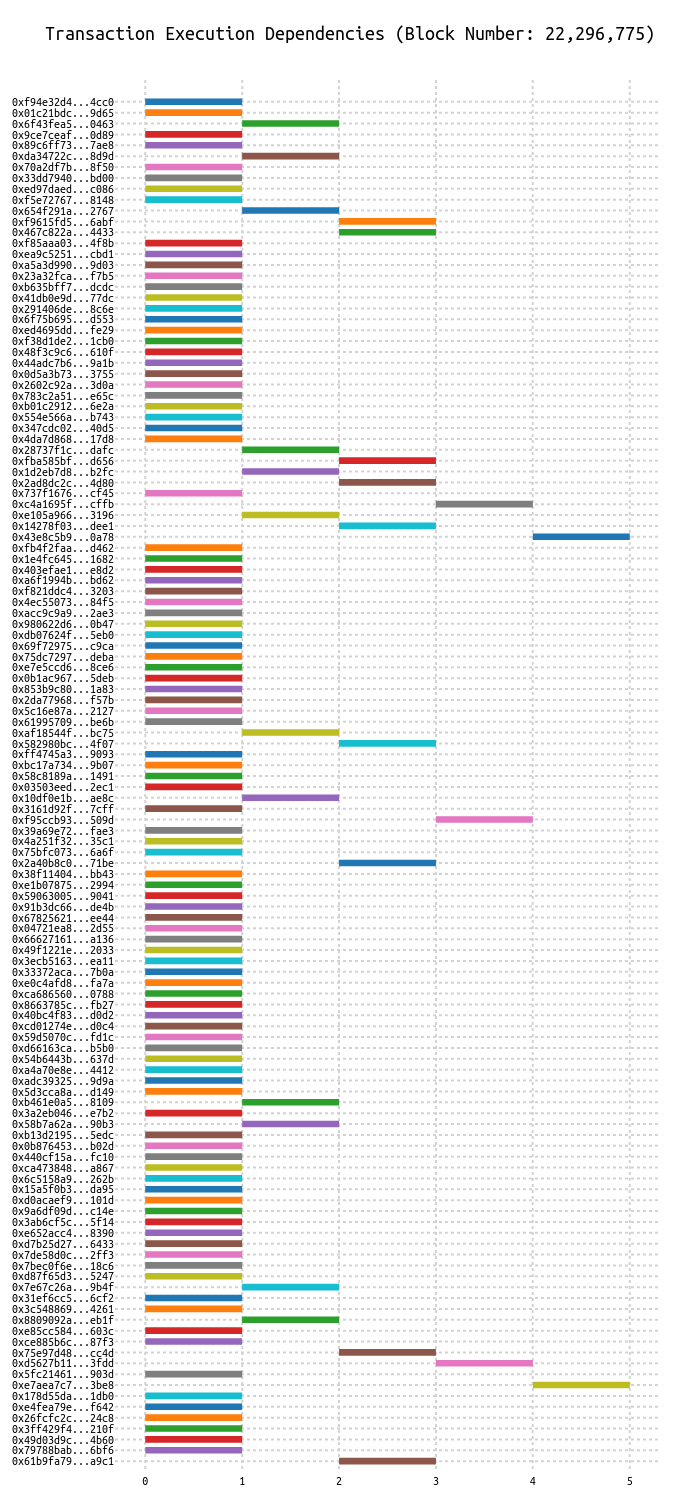 Transaction Execution Dependencies (Block Number: 22,296,775)
0xf94e32d4...4cc0
0x01c21bdc...9d65
0x6f43fea5...0463
0x9ce7ceaf...0d89
0x89c6ff73...7ae8
0xda34722c...8d9d
0x70a2df7b...8f50
0x33dd7940...bd00
0xed97daed...c086
0xf5e72767...8148
0x654f291a...2767
0xf9615fd5...6abf
0x467c822a...4433
0xf85aaa03...4f8b
0xea9c5251...cbd1
0xa5a3d990...9d03
0x23a32fca...f7b5
0xb635bff7...dcdc
0x41db0e9d...77dc
0x291406de...8c6e
0x6f75b695...d553
0xed4695dd...fe29
0xf38d1de2...1cb0
0x48f3c9c6...610f
0x44adc7b6...9a1b
0x0d5a3b73...3755
0x2602c92a...3d0a
0x783c2a51...e65c
0xb01c2912...6e2a
0x554e566a...b743
0x347cdc02...40d5
0x4da7d868...17d8
0x28737f1c...dafc
0xfba585bf...d656
0x1d2eb7d8...b2fc
0x2ad8dc2c...4d80
0x737f1676...cf45
0xc4a1695f...cffb
0xe105a966...3196
0x14278f03...dee1
0x43e8c5b9...0a78
0xfb4f2faa...d462
0x1e4fc645...1682
0x403efae1...e8d2
0xa6f1994b...bd62
0xf821ddc4...3203
0x4ec55073...84f5
0xacc9c9a9...2ae3
0x980622d6...0b47
0xdb07624f...5eb0
0x69f72975...c9ca
0x75dc7297...deba
0xe7e5ccd6...8ce6
0x0b1ac967...5deb
0x853b9c80...1a83
0x2da77968...f57b
0x5c16e87a...2127
0x61995709...be6b
0xaf18544f...bc75
0x582980bc...4f07
0xff4745a3...9093
0xbc17a734...9b07
0x58c8189a...1491
0x03503eed...2ec1
0x10df0e1b...ae8c
0x3161d92f...7cff
0xf95ccb93...509d
0x39a69e72...fae3
0x4a251f32...35c1
0x75bfc073...6a6f
0x2a40b8c0...71be
0x38f11404...bb43
0xe1b07875...2994
0x59063005...9041
0x91b3dc66...de4b
0x67825621...ee44
0x04721ea8...2d55
0x66627161...a136
0x49f1221e...2033
0x3ecb5163...ea11
0x33372aca...7b0a
0xe0c4afd8...fa7a
0xca686560...0788
0x8663785c...fb27
0x40bc4f83...d0d2
0xcd01274e...d0c4
0x59d5070c...fd1c
0xd66163ca...b5b0
0x54b6443b...637d
0xa4a70e8e...4412
0xadc39325...9d9a
0x5d3cca8a...d149
0xb461e0a5...8109
0x3a2eb046...e7b2
0x58b7a62a...90b3
0xb13d2195...5edc
0x0b876453...b02d
0x440cf15a...fc10
0xca473848...a867
0x6c5158a9...262b
0x15a5f0b3...da95
0xd0acaef9...101d
0x9a6df09d...c14e
0x3ab6cf5c...5f14
0xe652acc4...8390
0xd7b25d27...6433
0x7de58d0c...2ff3
0x7bec0f6e...18c6
0xd87f65d3...5247
0x7e67c26a...9b4f
0x31ef6cc5...6cf2
0x3c548869...4261
0x8809092a...eb1f
0xe85cc584...603c
0xce885b6c...87f3
0x75e97d48...cc4d
0xd5627b11...3fdd
0x5fc21461...903d
0xe7aea7c7...3be8
0x178d55da...1db0
0xe4fea79e...f642
0x26fcfc2c...24c8
0x3ff429f4...210f
0x49d03d9c...4b60
0x79788bab...6bf6
0x61b9fa79...a9c1
0 1 2 3 4 5